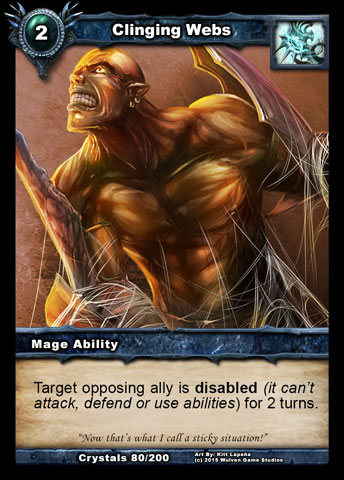 2
Clinging Webs
Mage Ability
Target opposing ally is disabled (it can't
attack, defend or use abilities) for 2 turns.
"Now that's what I call a sticky situation!"
Crystals 80/200
Art By: Kitt Lapeña
(c) 2015 Wulven Game Studios